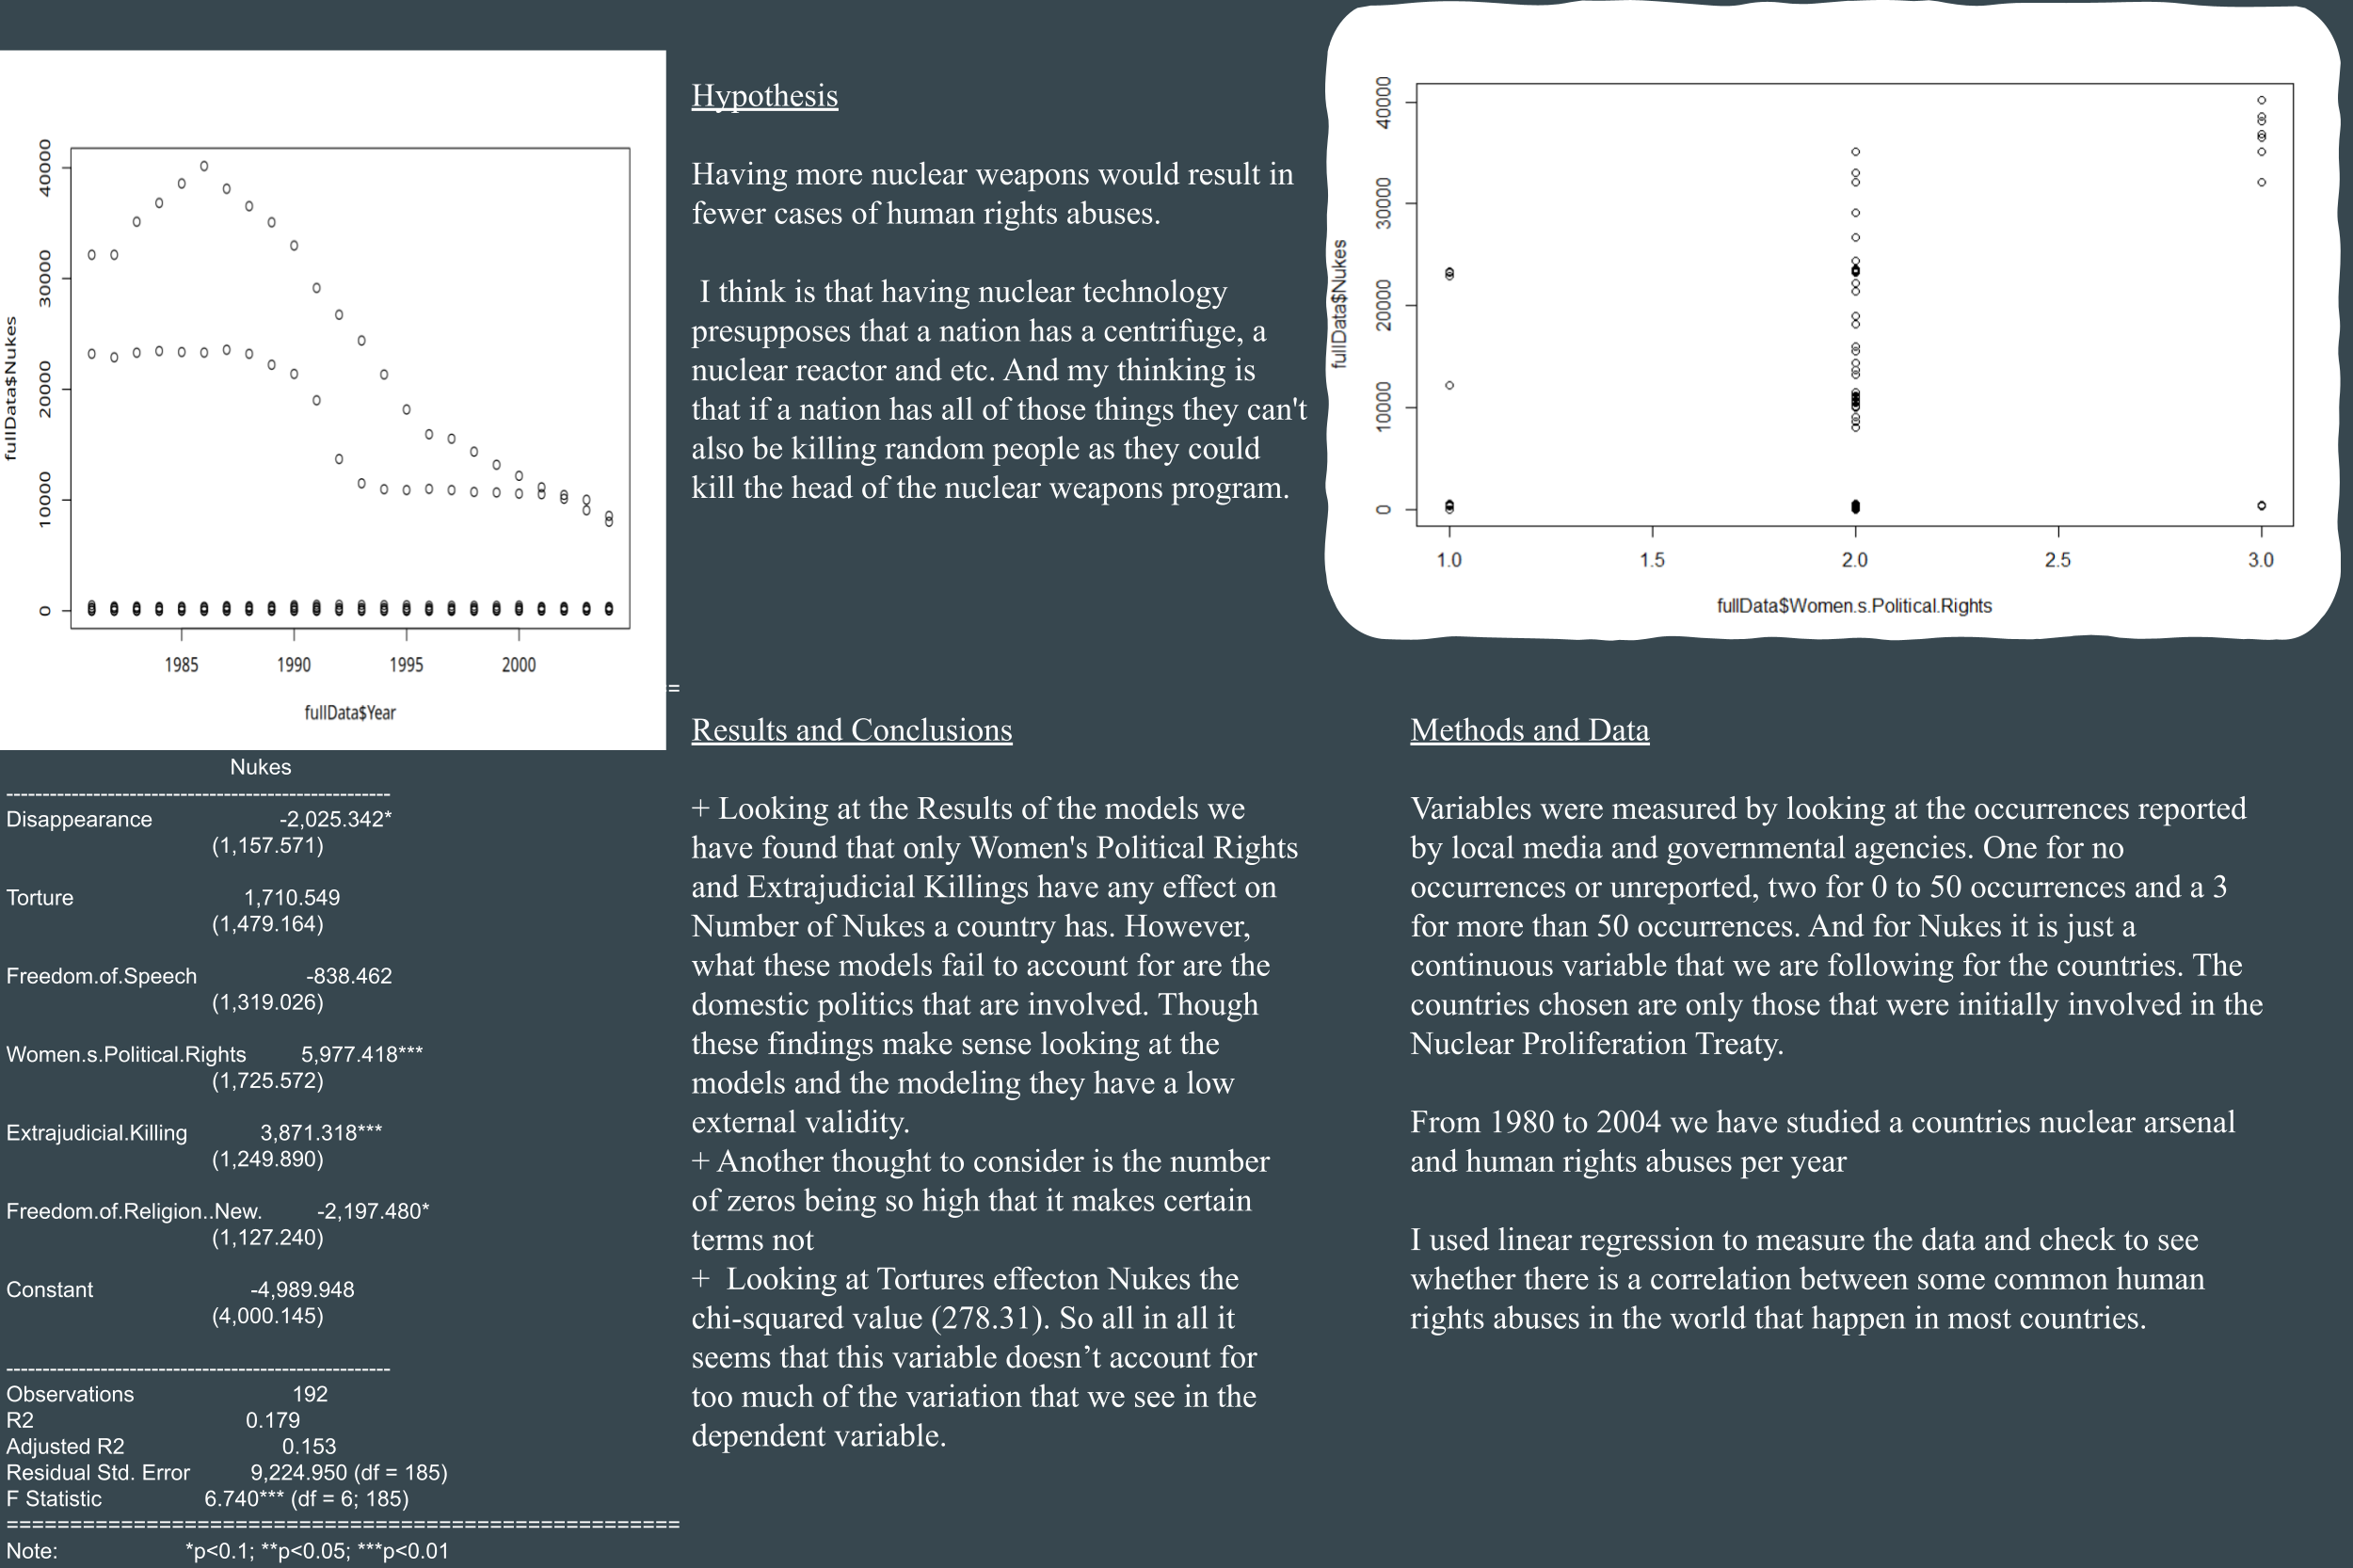 40000
30000
20000
10000
0
fullData$Nukes
1985 1990 1995 2000
fullData$Year
=
Nukes
-----------------------------------------------------
Disappearance -2,025.342*
(1,157.571)
Torture 1,710.549
(1,479.164)
Freedom.of.Speech -838.462
(1,319.026)
Women.s.Political.Rights 5,977.418***
(1,725.572)
Extrajudicial.Killing 3,871.318***
(1,249.890)
Freedom.of.Religion..New. -2,197.480*
(1,127.240)
Constant -4,989.948
(4,000.145)
-----------------------------------------------------
Observations 192
R2 0.179
Adjusted R2 0.153
Residual Std. Error 9,224.950 (df = 185)
F Statistic 6.740*** (df = 6; 185)
=====================================================
Note: *p<0.1; **p<0.05; ***p<0.01
Hypothesis
Having more nuclear weapons would result in
fewer cases of human rights abuses.
I think is that having nuclear technology
presupposes that a nation has a centrifuge, a
nuclear reactor and etc. And my thinking is
that if a nation has all of those things they can't
also be killing random people as they could
kill the head of the nuclear weapons program.
Results and Conclusions
+ Looking at the Results of the models we
have found that only Women's Political Rights
and Extrajudicial Killings have any effect on
Number of Nukes a country has. However,
what these models fail to account for are the
domestic politics that are involved. Though
these findings make sense looking at the
models and the modeling they have a low
external validity.
+ Another thought to consider is the number
of zeros being so high that it makes certain
terms not
+ Looking at Tortures effecton Nukes the
chi-squared value (278.31). So all in all it
seems that this variable doesn’t account for
too much of the variation that we see in the
dependent variable.
40000
30000
20000
10000
0
fullData$Nukes
1.0 1.5 2.0 2.5 3.0
fullData$Women.s.Political.Rights
Methods and Data
Variables were measured by looking at the occurrences reported
by local media and governmental agencies. One for no
occurrences or unreported, two for 0 to 50 occurrences and a 3
for more than 50 occurrences. And for Nukes it is just a
continuous variable that we are following for the countries. The
countries chosen are only those that were initially involved in the
Nuclear Proliferation Treaty.
From 1980 to 2004 we have studied a countries nuclear arsenal
and human rights abuses per year
I used linear regression to measure the data and check to see
whether there is a correlation between some common human
rights abuses in the world that happen in most countries.